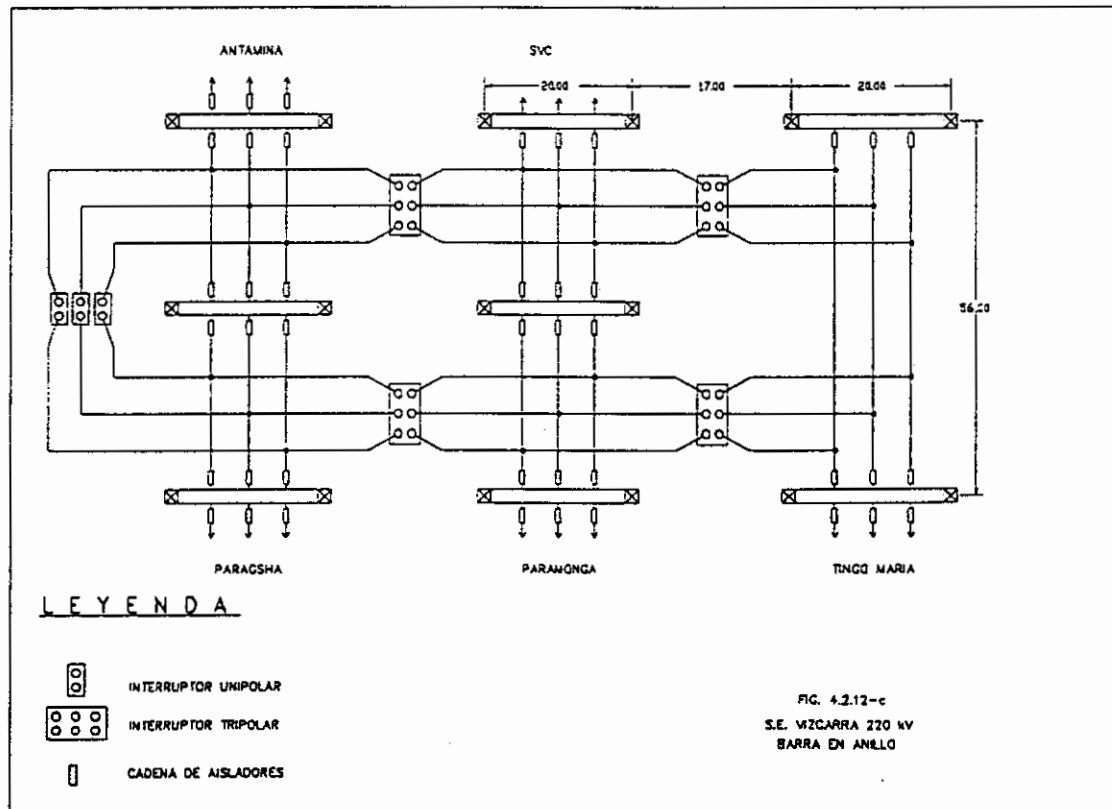 ANTAMINA
SVC
20.00
17.00
20.00
56.20
PARAGSHA
PARAMONGA
TINGO MARIA
LEYENDA
INTERRUPTOR UNIPOLAR
INTERRUPTOR TRIPOLAR
CADENA DE AISLADORES
FIG. 4.2.12-c
S.E. VIZCARRA 220 kV
BARRA EN ANILLO